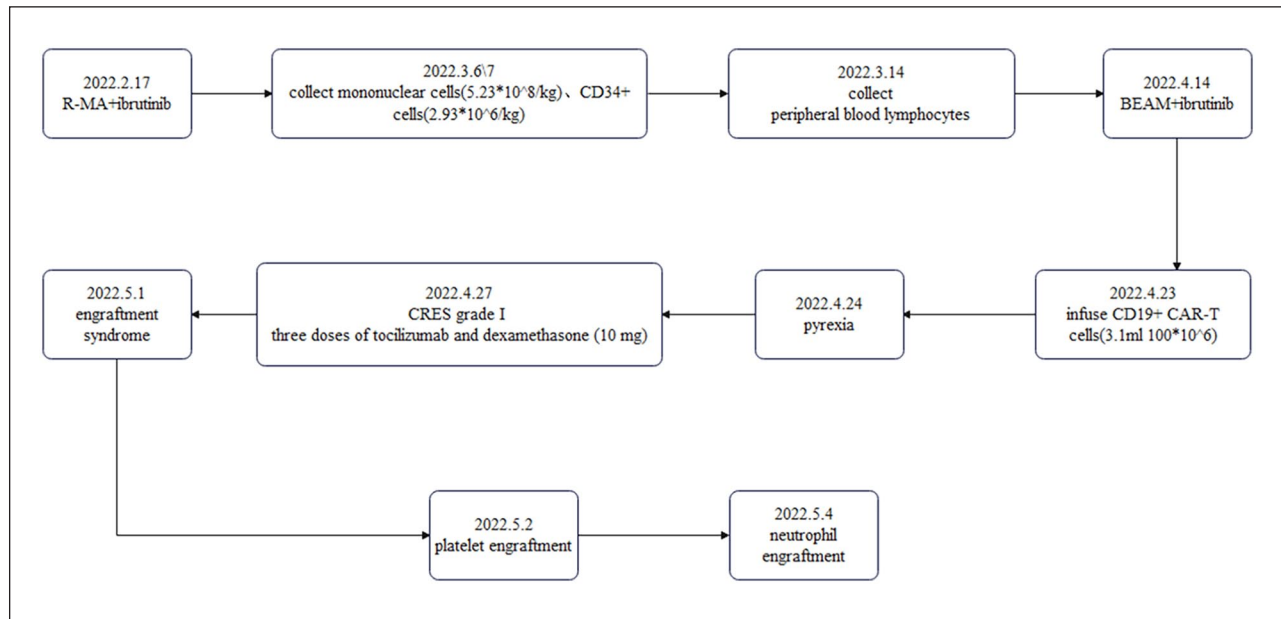 2022.2.17
R-MA+ibrutinib
2022.3.6\7
collect mononuclear cells(5.23*10^8/kg)、CD34+
cells(2.93*10^6/kg)
2022.3.14
collect
peripheral blood lymphocytes
2022.4.14
BEAM+ibrutinib
2022.4.23
infuse CD19+ CAR-T
cells(3.1ml 100*10^6)
2022.4.24
pyrexia
2022.4.27
CRES grade I
three doses of tocilizumab and dexamethasone (10 mg)
2022.5.1
engraftment
syndrome
2022.5.2
platelet engraftment
2022.5.4
neutrophil
engraftment